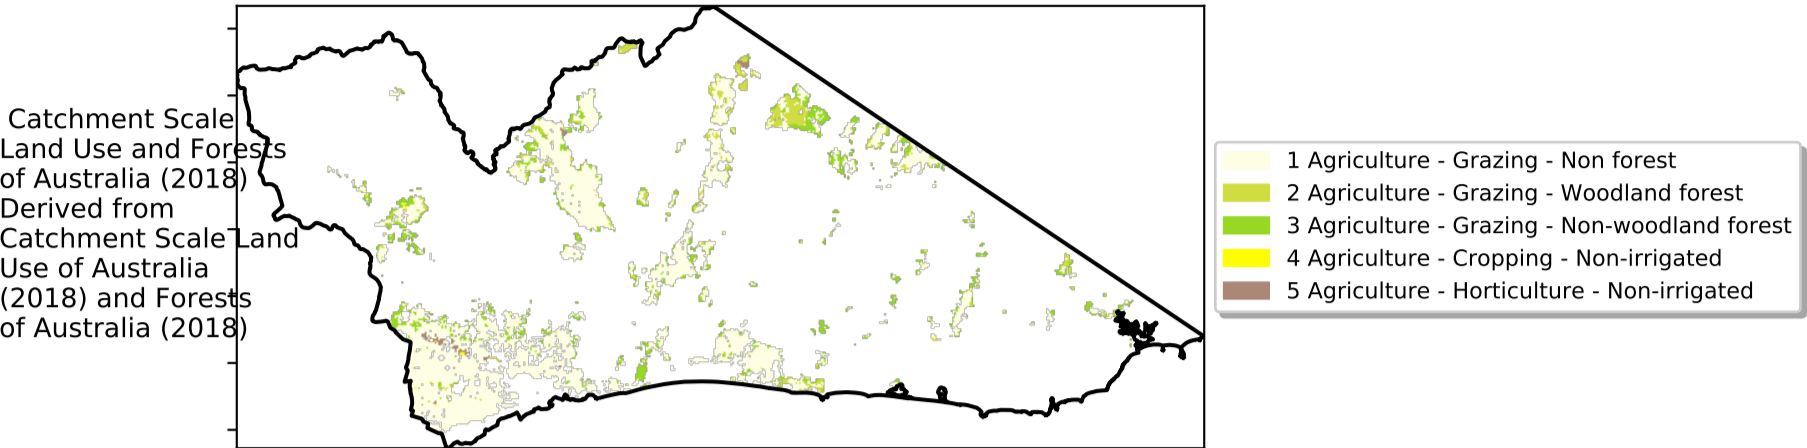 Catchment Scale
Land Use and Forests
of Australia (2018)
Derived from
Catchment Scale Land
Use of Australia
(2018) and Forests
of Australia (2018)
1 Agriculture - Grazing - Non forest
2 Agriculture - Grazing - Woodland forest
3 Agriculture - Grazing - Non-woodland forest
4 Agriculture - Cropping - Non-irrigated
5 Agriculture - Horticulture - Non-irrigated